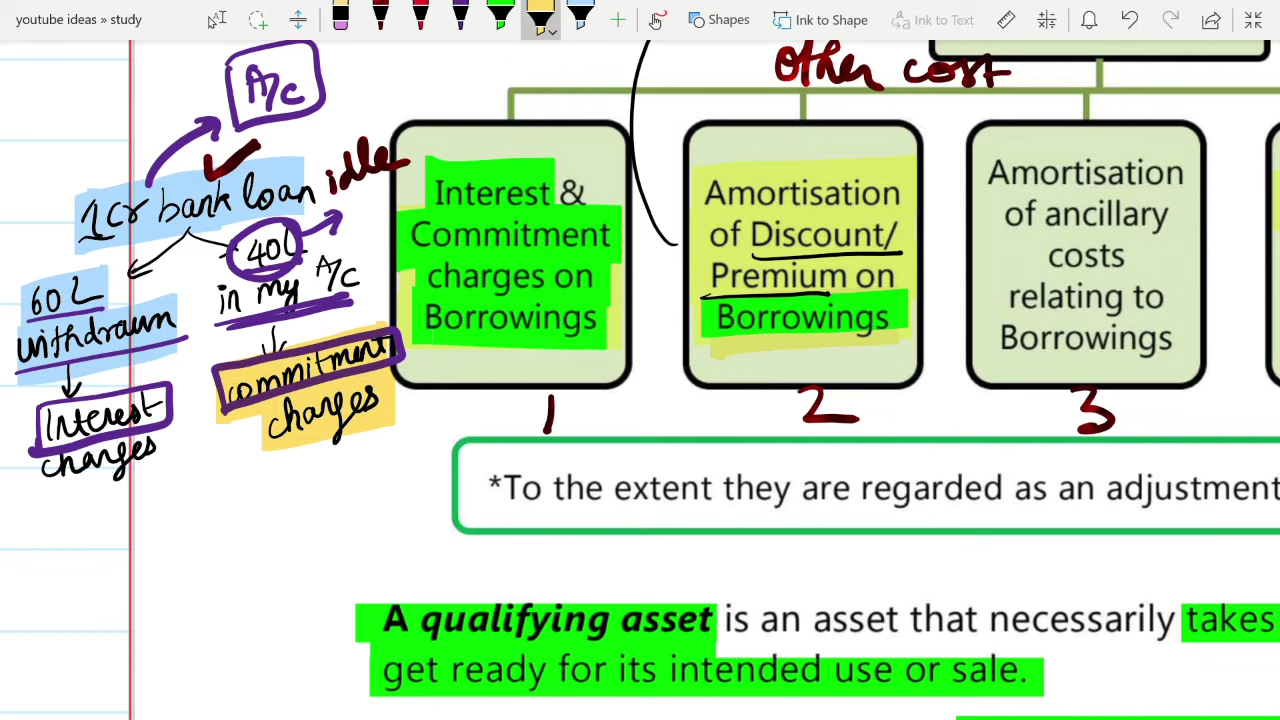 youtube ideas » study
Shapes
Ink to Shape
Ink to Text
other cost
A/c
1cr bank loan idle
40L
in my A/c
60L
withdrawn
Interest
charges
commitment
charges
Interest &
Commitment
charges on
Borrowings
1
Amortisation
of Discount/
Premium on
Borrowings
2
Amortisation
of ancillary
costs
relating to
Borrowings
3
*To the extent they are regarded as an adjustment
A qualifying asset is an asset that necessarily takes
get ready for its intended use or sale.